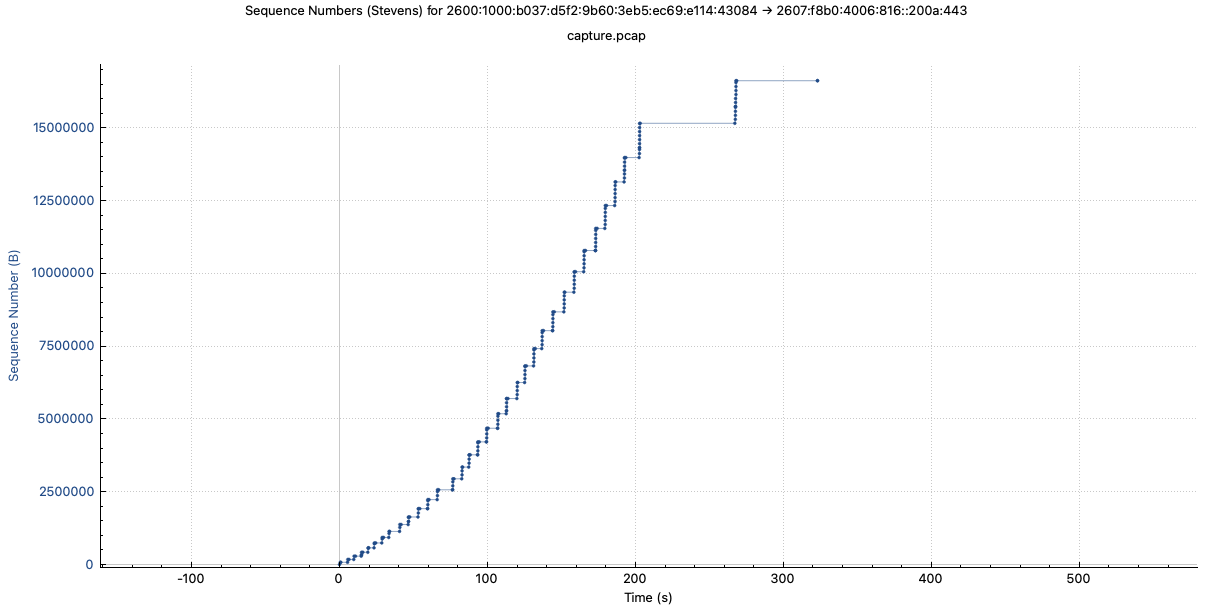 Sequence Numbers (Stevens) for 2600:1000:b037:d5f2:9b60:3eb5:ec69:e114:43084 → 2607:f8b0:4006:816::200a:443
capture.pcap
Sequence Number (B)
15000000
12500000
10000000
7500000
5000000
2500000
0
-100 0 100 200 300 400 500
Time (s)